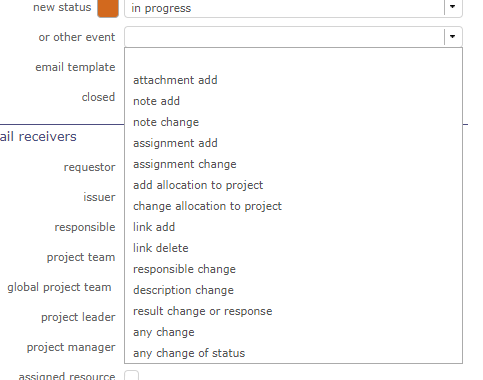 new status in progress
or other event
email template
attachment add
closed
note add
note change
ail receivers
assignment add
requestor
assignment change
issuer
add allocation to project
change allocation to project
responsible
link add
project team
link delete
responsible change
global project team
description change
project leader
result change or response
any change
project manager
any change of status
assigned resource